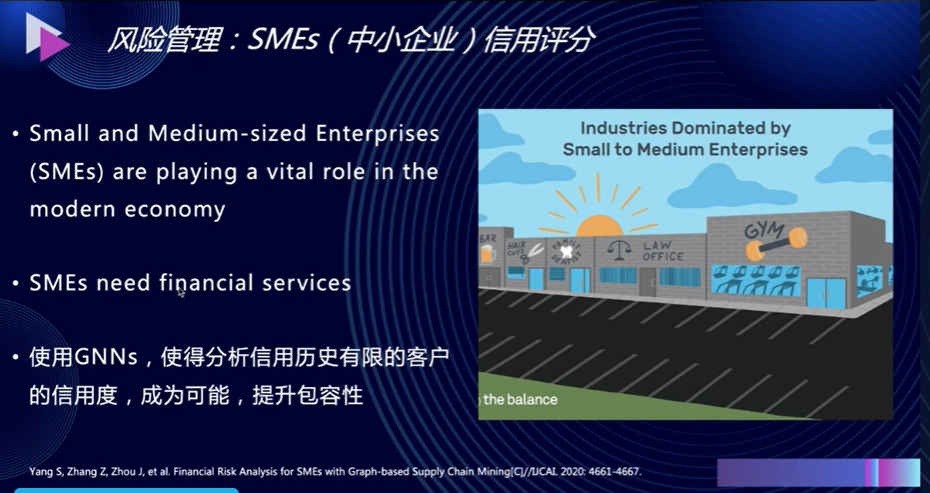 风险管理：SMEs（中小企业）信用评分
• Small and Medium-sized Enterprises
(SMEs) are playing a vital role in the
modern economy
• SMEs need financial services
• 使用GNNs，使得分析信用历史有限的客户
的信用度，成为可能，提升包容性
Industries Dominated by
Small to Medium Enterprises
BAR
HAIR
CUTS
FAMILY
DENTIST
LAW
OFFICE
GYM
the balance
Yang S, Zhang Z, Zhou J, et al. Financial Risk Analysis for SMEs with Graph-based Supply Chain Mining[C]//IJCAI. 2020: 4661-4667.